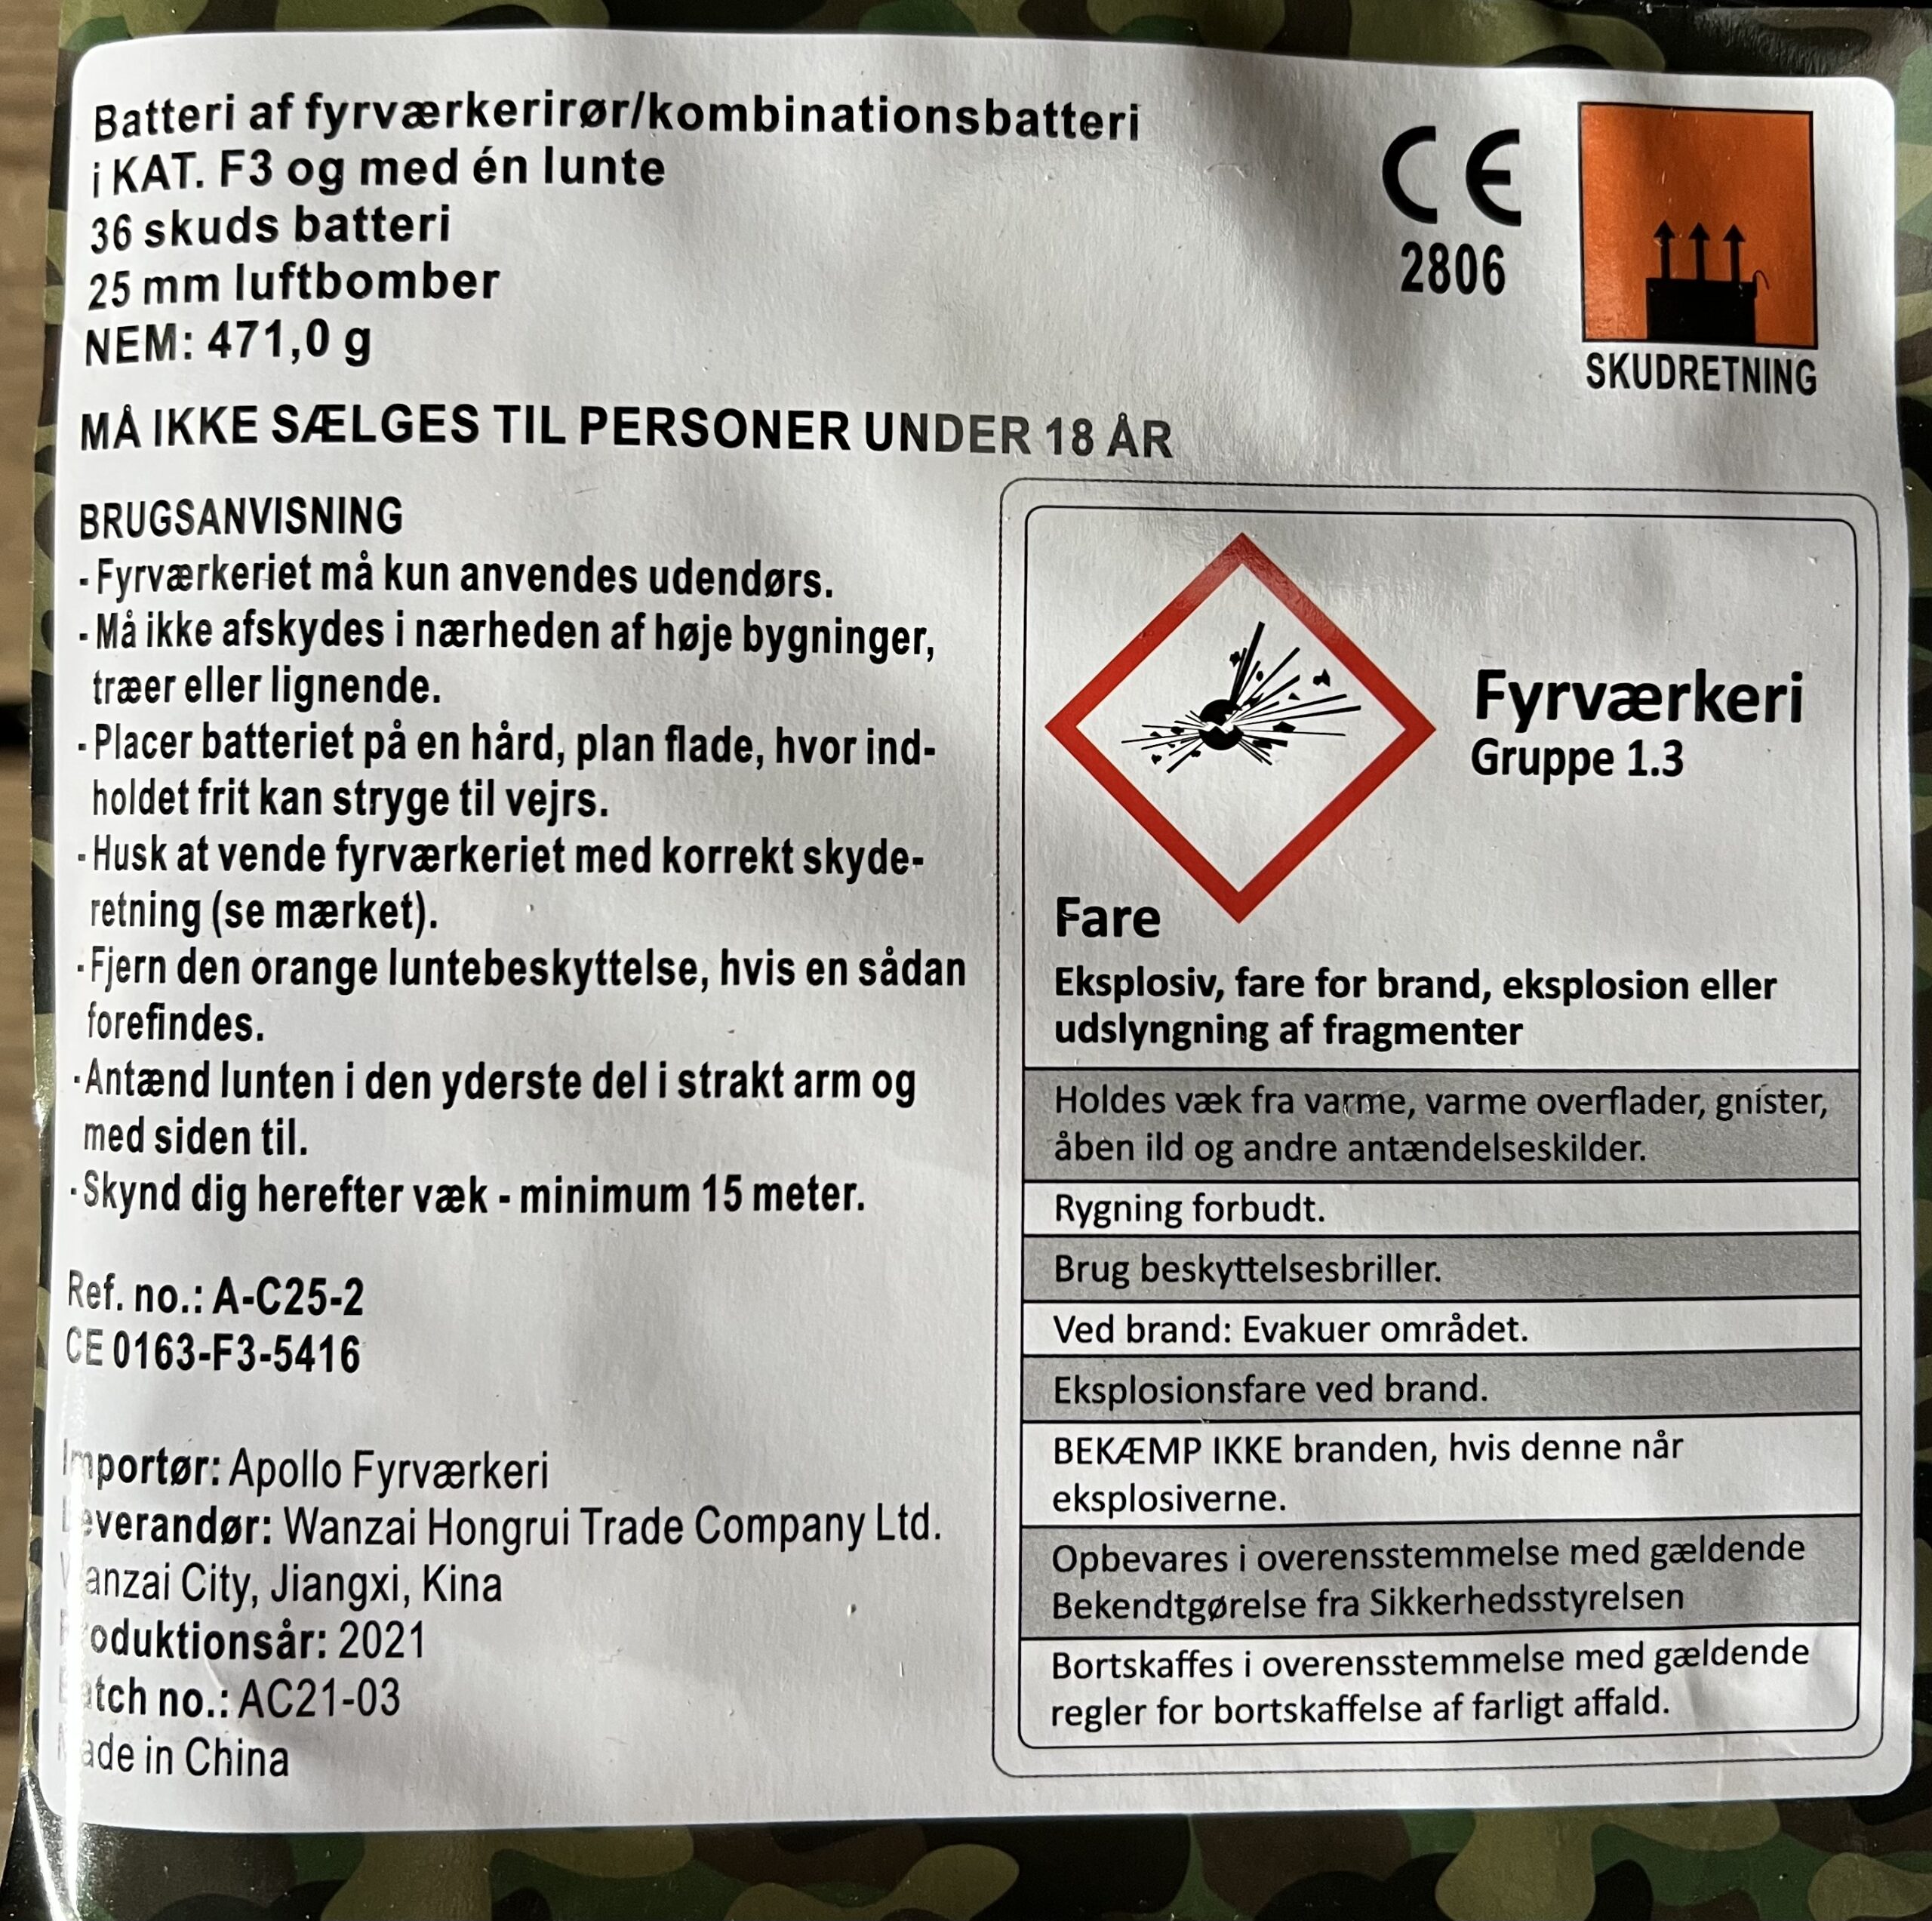 Batteri af fyrværkerirør/kombinationsbatteri
i KAT. F3 og med én lunte
36 skuds batteri
25 mm luftbomber
NEM: 471,0 g
CE
2806
SKUDRETNING
MÅ IKKE SÆLGES TIL PERSONER UNDER 18 ÅR
BRUGSANVISNING
- Fyrværkeriet må kun anvendes udendørs.
- Må ikke afskydes i nærheden af høje bygninger,
træer eller lignende.
- Placer batteriet på en hård, plan flade, hvor ind-
holdet frit kan stryge til vejrs.
- Husk at vende fyrværkeriet med korrekt skyde-
retning (se mærket).
- Fjern den orange luntebeskyttelse, hvis en sådan
forefindes.
- Antænd lunten i den yderste del i strakt arm og
med siden til.
- Skynd dig herefter væk - minimum 15 meter.
Ref. no.: A-C25-2
CE 0163-F3-5416
Importør: Apollo Fyrværkeri
Leverandør: Wanzai Hongrui Trade Company Ltd.
Wanzai City, Jiangxi, Kina
Produktionsår: 2021
Batch no.: AC21-03
Made in China
Fyrværkeri
Gruppe 1.3
Fare
Eksplosiv, fare for brand, eksplosion eller
udslyngning af fragmenter
Holdes væk fra varme, varme overflader, gnister,
åben ild og andre antændelseskilder.
Rygning forbudt.
Brug beskyttelsesbriller.
Ved brand: Evakuer området.
Eksplosionsfare ved brand.
BEKÆMP IKKE branden, hvis denne når
eksplosiverne.
Opbevares i overensstemmelse med gældende
Bekendtgørelse fra Sikkerhedsstyrelsen
Bortskaffes i overensstemmelse med gældende
regler for bortskaffelse af farligt affald.